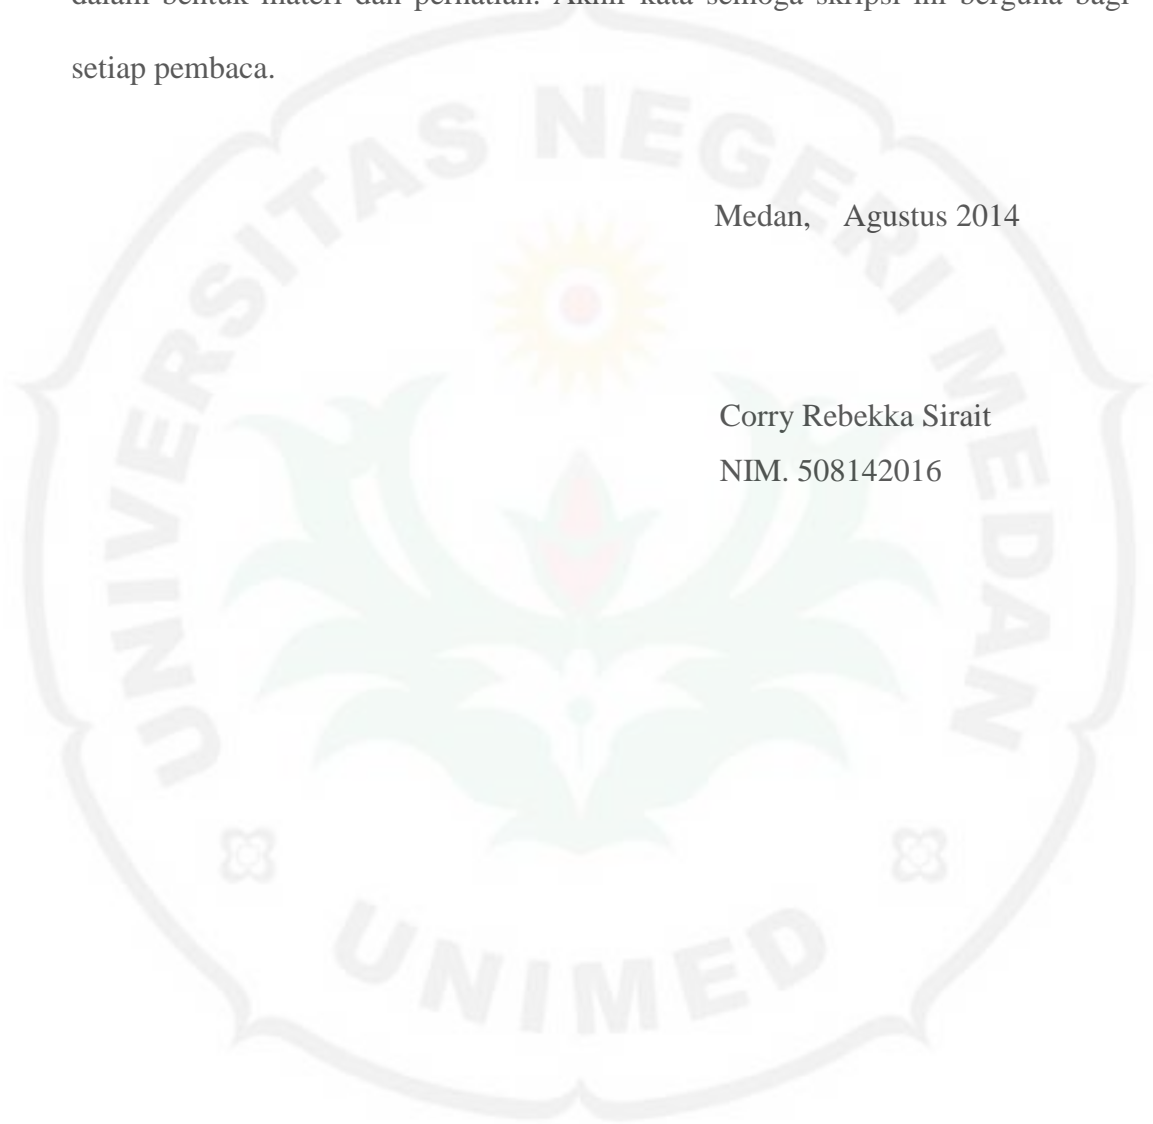 dalam bentuk materi dan perhatian. Akhir kata semoga skripsi ini berguna bagi
setiap pembaca.
UNIVERSITAS NEGERI MEDAN
Medan, Agustus 2014
Corry Rebekka Sirait
NIM. 508142016
UNIMED